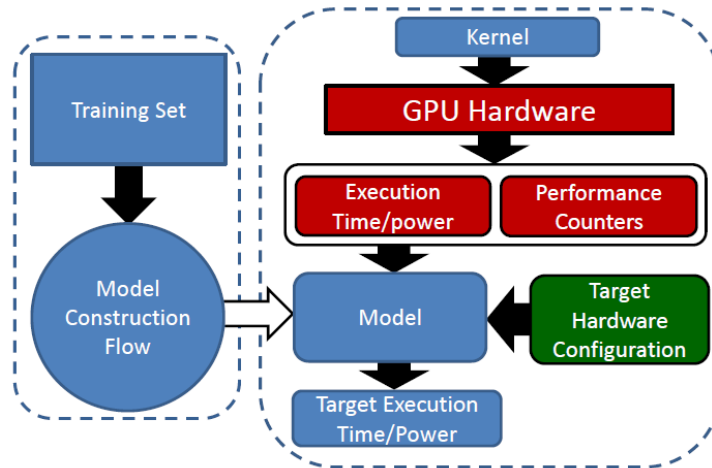 Training Set
Model
Construction
Flow
Kernel
GPU Hardware
Execution
Time/power
Performance
Counters
Model
Target
Hardware
Configuration
Target Execution
Time/Power